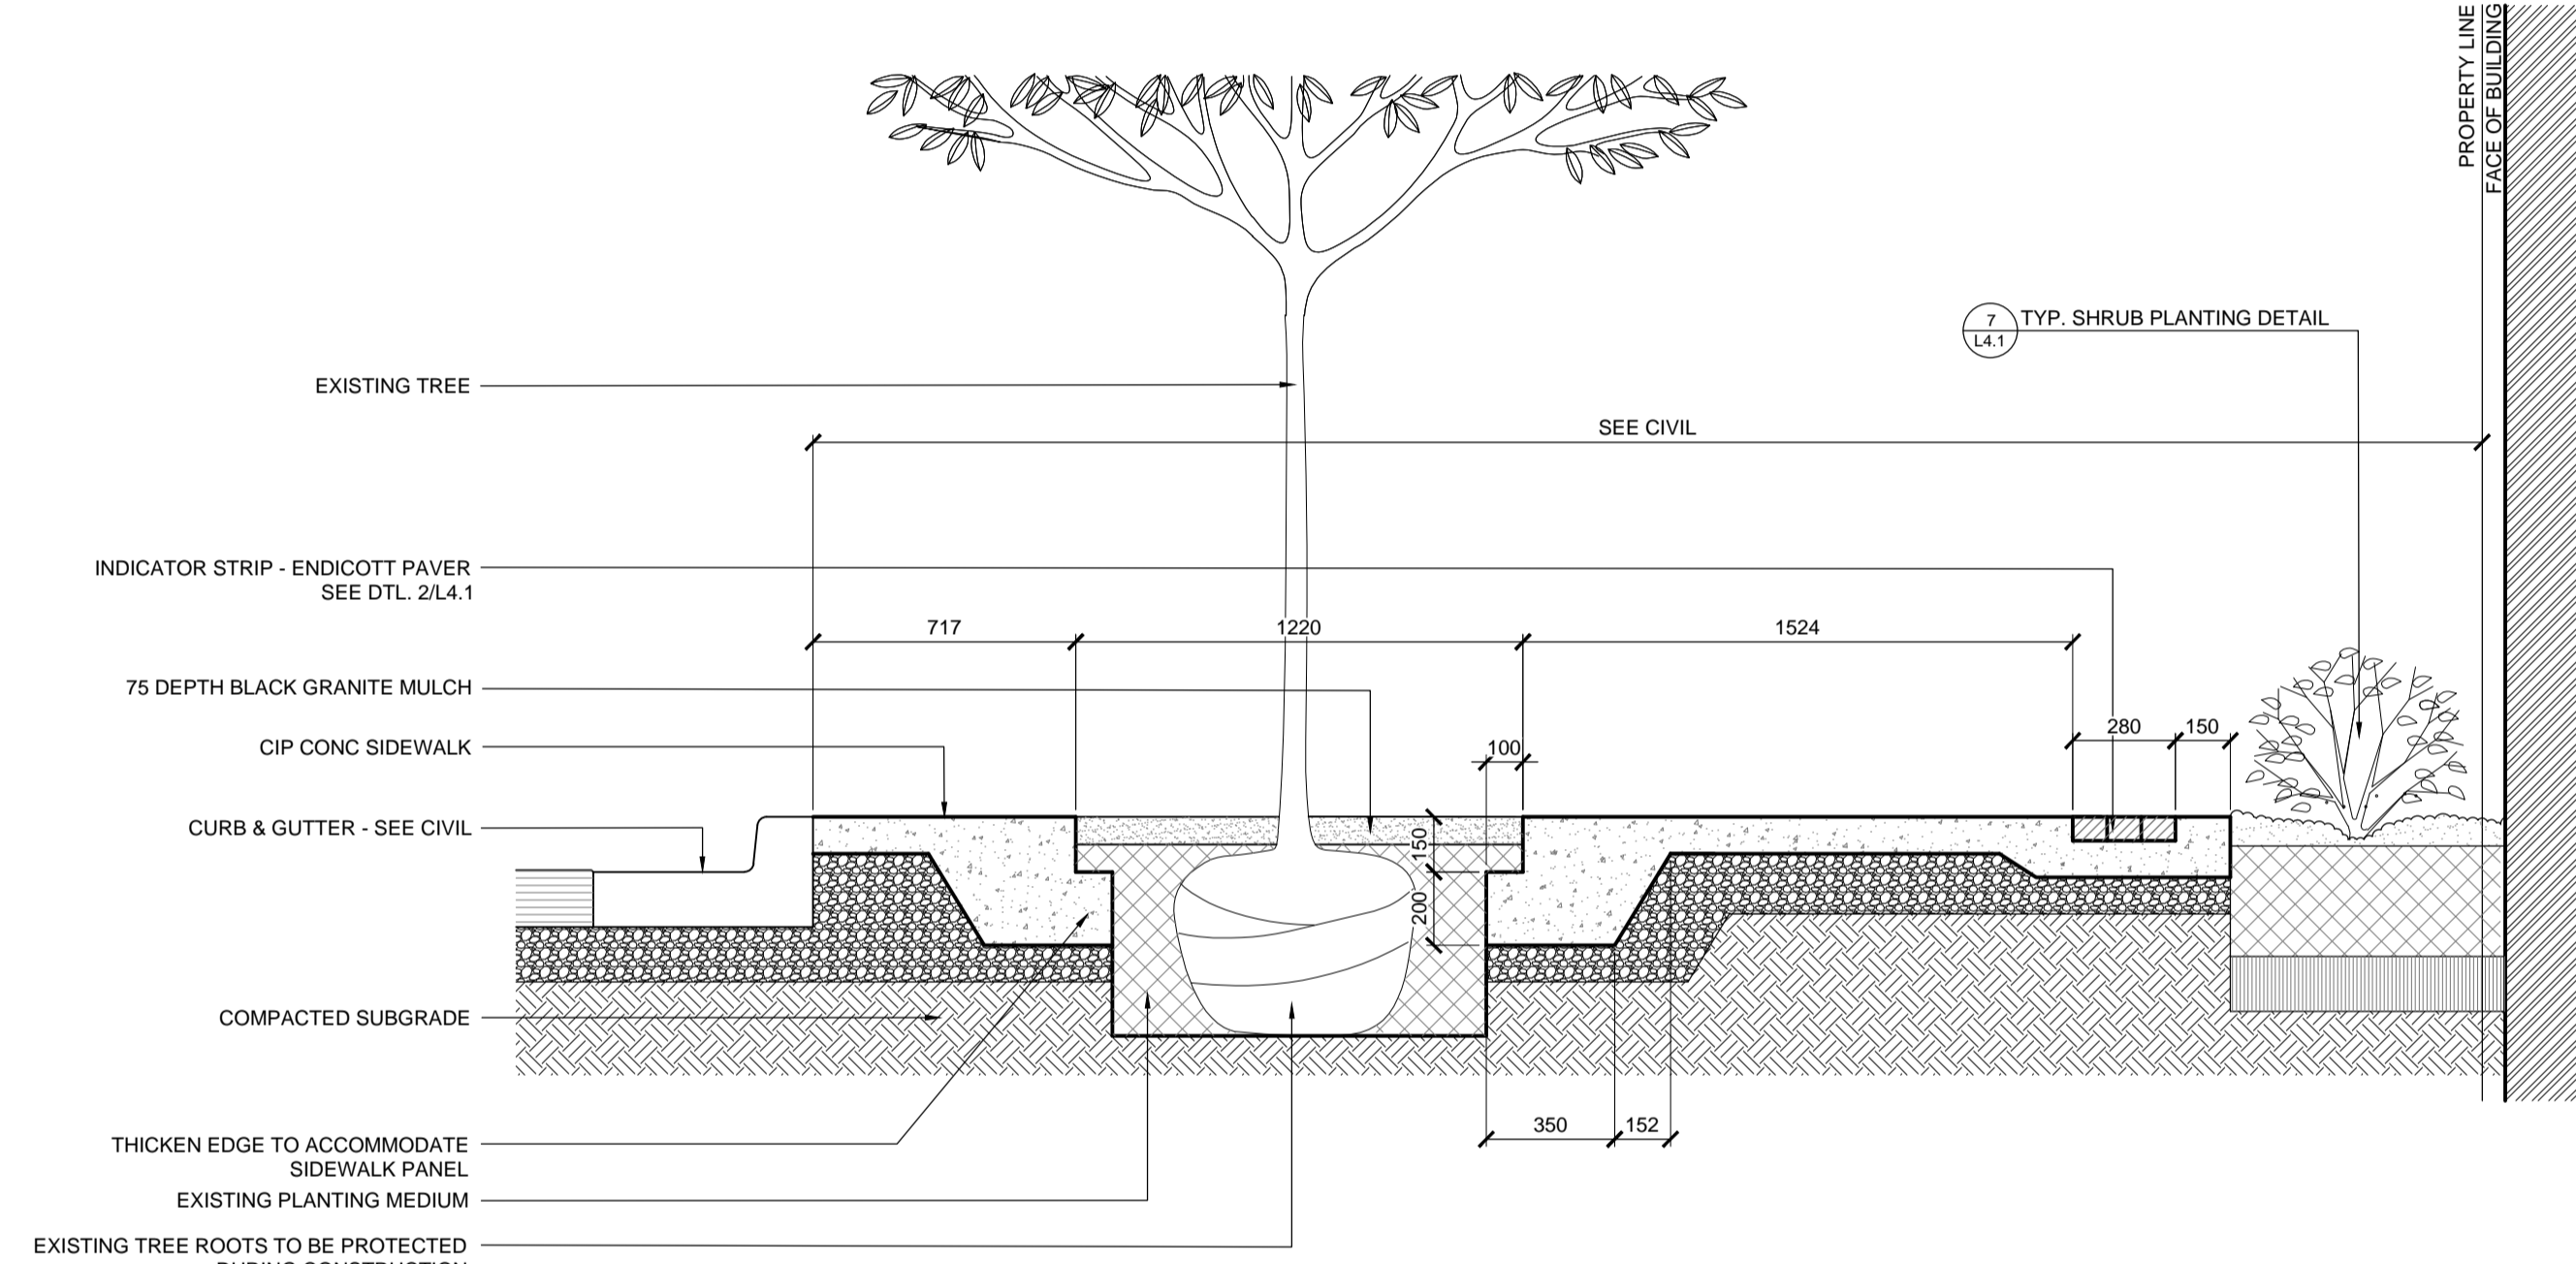 PROPERTY LINE
FACE OF BUILDING
7
L4.1
TYP. SHRUB PLANTING DETAIL
EXISTING TREE
SEE CIVIL
INDICATOR STRIP - ENDICOTT PAVER
SEE DTL. 2/L4.1
717
1220
1524
75 DEPTH BLACK GRANITE MULCH
280
150
CIP CONC SIDEWALK
100
CURB & GUTTER - SEE CIVIL
150
200
COMPACTED SUBGRADE
350
152
THICKEN EDGE TO ACCOMMODATE
SIDEWALK PANEL
EXISTING PLANTING MEDIUM
EXISTING TREE ROOTS TO BE PROTECTED
DURING CONSTRUCTION